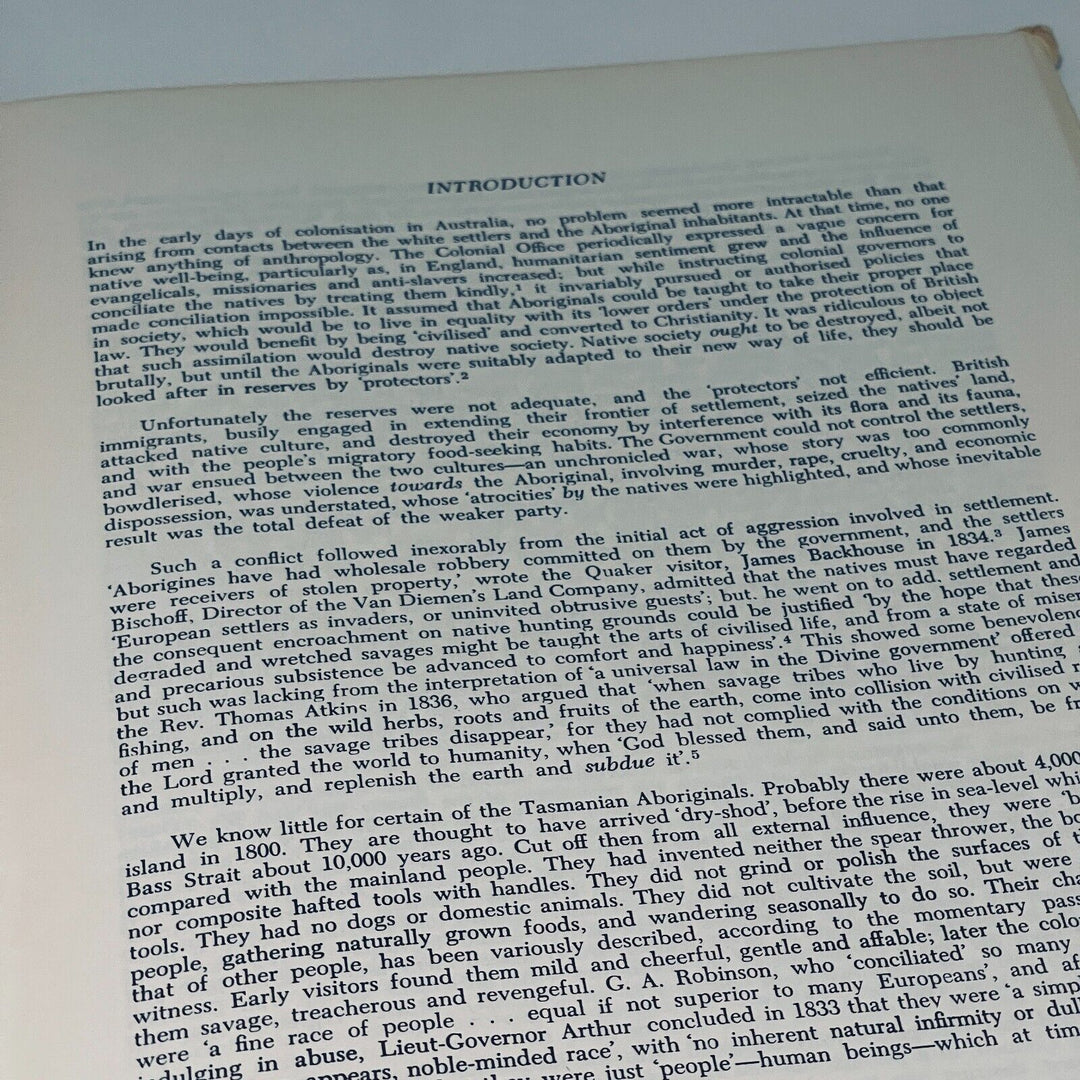 INTRODUCTION
In the early days of colonisation in Australia, no problem seemed more intractable than that
arising from contacts between the white settlers and the Aboriginal inhabitants. At that time, no one
knew anything of anthropology. The Colonial Office periodically expressed a vague concern for
native well-being, particularly as, in England, humanitarian sentiment grew and the influence of
evangelicals, missionaries and anti-slavers increased; but while instructing colonial governors to
conciliate the natives by treating them kindly,¹ it invariably pursued or authorised policies that
made conciliation impossible. It assumed that Aboriginals could be taught to take their proper place
in society, which would be to live in equality with its 'lower orders' under the protection of British
law. They would benefit by being 'civilised' and converted to Christianity. It was ridiculous to object
that such assimilation would destroy native society. Native society ought to be destroyed, albeit not
brutally, but until the Aboriginals were suitably adapted to their new way of life, they should be
looked after in reserves by 'protectors'.²
Unfortunately the reserves were not adequate, and the 'protectors' not efficient. British
immigrants, busily engaged in extending their frontier of settlement, seized the natives' land,
attacked native culture, and destroyed their economy by interference with its flora and its fauna,
and with the people's migratory food-seeking habits. The Government could not control the settlers,
and war ensued between the two cultures—an unchronicled war, whose story was too commonly
bowdlerised, whose violence towards the Aboriginal, involving murder, rape, cruelty, and economic
dispossession, was understated, whose 'atrocities' by the natives were highlighted, and whose inevitable
result was the total defeat of the weaker party.
Such a conflict followed inexorably from the initial act of aggression involved in settlement.
'Aborigines have had wholesale robbery committed on them by the government, and the settlers
were receivers of stolen property,' wrote the Quaker visitor, James Backhouse in 1834.³ James
Bischoff, Director of the Van Diemen's Land Company, admitted that the natives must have regarded
'European settlers as invaders, or uninvited obtrusive guests'; but. he went on to add. settlement and
the consequent encroachment on native hunting grounds could be justified 'by the hope that these
degraded and wretched savages might be taught the arts of civilised life, and from a state of miser
and precarious subsistence be advanced to comfort and happiness'.⁴ This showed some benevolenc
but such was lacking from the interpretation of 'a universal law in the Divine government' offered
the Rev. Thomas Atkins in 1836, who argued that 'when savage tribes who live by hunting
fishing, and on the wild herbs, roots and fruits of the earth, come into collision with civilised r
of men . . . the savage tribes disappear,' for they had not complied with the conditions on w
the Lord granted the world to humanity, when 'God blessed them, and said unto them, be fr
and multiply, and replenish the earth and subdue it'.⁵
We know little for certain of the Tasmanian Aboriginals. Probably there were about 4,000
island in 1800. They are thought to have arrived 'dry-shod', before the rise in sea-level whi
Bass Strait about 10,000 years ago. Cut off then from all external influence, they were 'b
compared with the mainland people. They had invented neither the spear thrower, the bo
nor composite hafted tools with handles. They did not grind or polish the surfaces of t
tools. They had no dogs or domestic animals. They did not cultivate the soil, but were
people, gathering naturally grown foods, and wandering seasonally to do so. Their cha
that of other people, has been variously described, according to the momentary pass
witness. Early visitors found them mild and cheerful, gentle and affable; later the colo
them savage, treacherous and revengeful. G. A. Robinson, who 'conciliated' so many
were 'a fine race of people . . . equal if not superior to many Europeans', and af
indulging in abuse, Lieut-Governor Arthur concluded in 1833 that they were 'a simp
appears, noble-minded race', with 'no inherent natural infirmity or dul
they were just 'people'—human beings—which at tim